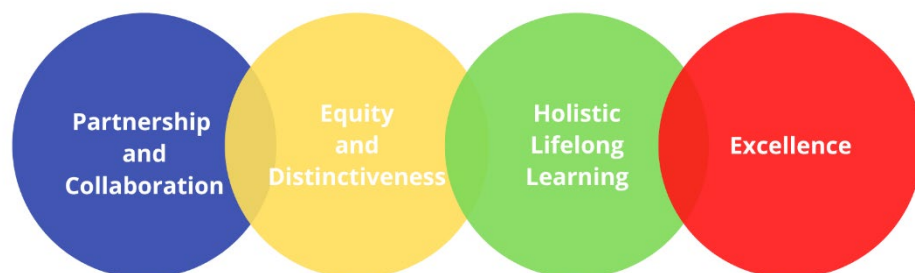 Partnership
and
Collaboration
Equity
and
Distinctiveness
Holistic
Lifelong
Learning
Excellence